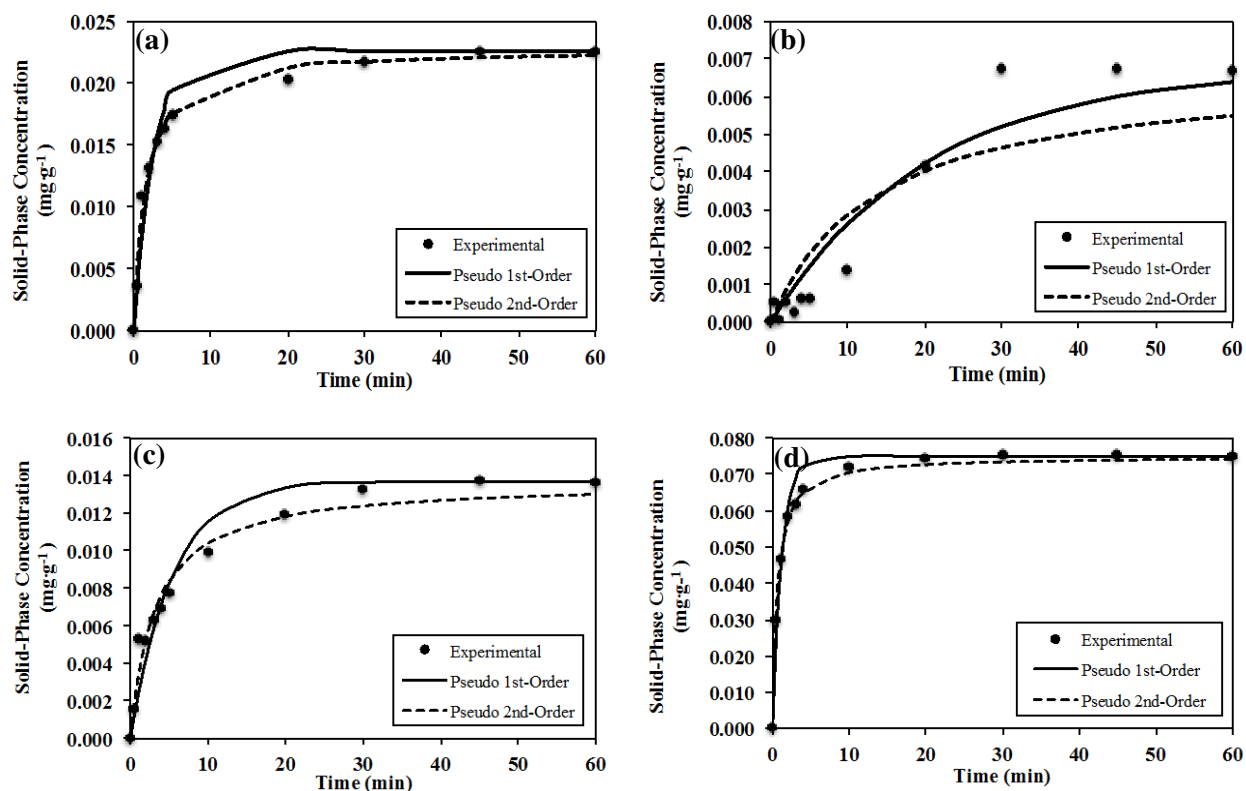 (a)
Solid-Phase Concentration
(mg·g-1)
0.025
0.020
0.015
0.010
0.005
0.000
Experimental
Pseudo 1st-Order
Pseudo 2nd-Order
0 10 20 30 40 50 60
Time (min)
(b)
Solid-Phase Concentration
(mg·g-1)
0.008
0.007
0.006
0.005
0.004
0.003
0.002
0.001
0.000
Experimental
Pseudo 1st-Order
Pseudo 2nd-Order
0 10 20 30 40 50 60
Time (min)
(c)
Solid-Phase Concentration
(mg·g-1)
0.016
0.014
0.012
0.010
0.008
0.006
0.004
0.002
0.000
Experimental
Pseudo 1st-Order
Pseudo 2nd-Order
0 10 20 30 40 50 60
Time (min)
(d)
Solid-Phase Concentration
(mg·g-1)
0.080
0.070
0.060
0.050
0.040
0.030
0.020
0.010
0.000
Experimental
Pseudo 1st-Order
Pseudo 2nd-Order
0 10 20 30 40 50 60
Time (min)